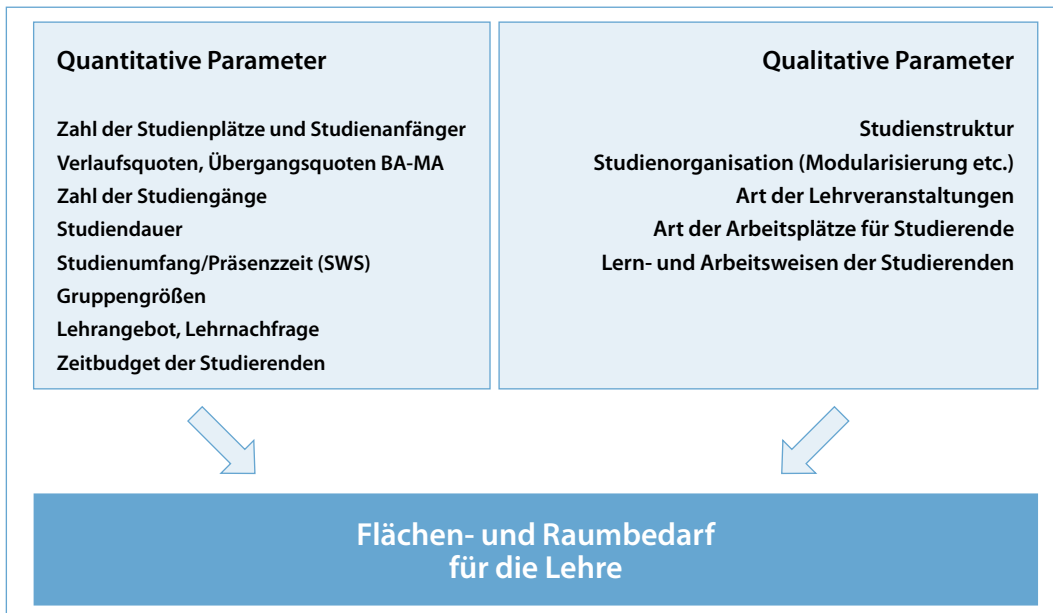 Quantitative Parameter
Zahl der Studienplätze und Studienanfänger
Verlaufsquoten, Übergangsquoten BA-MA
Zahl der Studiengänge
Studiendauer
Studienumfang/Präsenzzeit (SWS)
Gruppengrößen
Lehrangebot, Lehrnachfrage
Zeitbudget der Studierenden
Qualitative Parameter
Studienstruktur
Studienorganisation (Modularisierung etc.)
Art der Lehrveranstaltungen
Art der Arbeitsplätze für Studierende
Lern- und Arbeitsweisen der Studierenden
Flächen- und Raumbedarf
für die Lehre